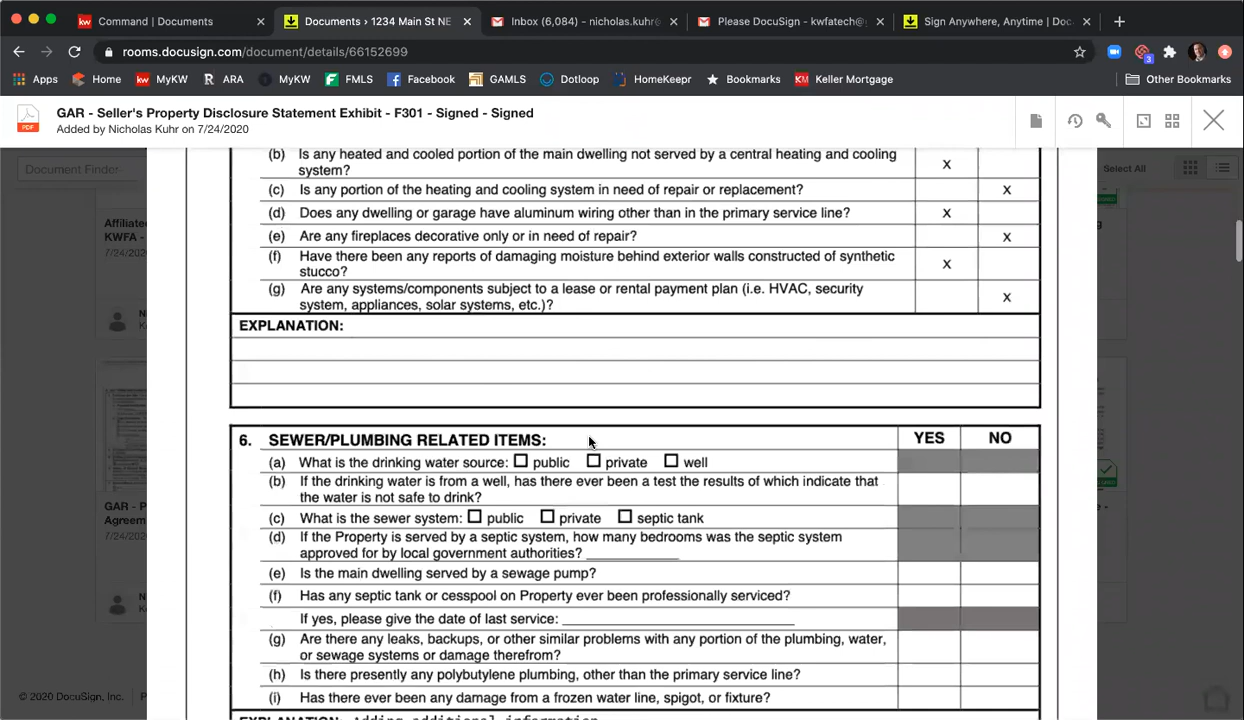 Command | Documents
Documents › 1234 Main St NE
Inbox (6,084) - nicholas.kuhr@
Please DocuSign - kwfatech@
Sign Anywhere, Anytime | Doc
rooms.docusign.com/document/details/66152699
3
Apps
Home
kw MyKW
R ARA
MyKW
FMLS
Facebook
GAMLS
Dotloop
HomeKeepr
Bookmarks
KM Keller Mortgage
Other Bookmarks
PDF
GAR - Seller's Property Disclosure Statement Exhibit - F301 - Signed - Signed
Added by Nicholas Kuhr on 7/24/2020
Document Finder-
Select All
Affiliated
KWFA -
7/24/2020
GAR - P
Agreem
7/24/2020
(b) Is any heated and cooled portion of the main dwelling not served by a central heating and cooling
system? x
(c) Is any portion of the heating and cooling system in need of repair or replacement? x
(d) Does any dwelling or garage have aluminum wiring other than in the primary service line? x
(e) Are any fireplaces decorative only or in need of repair? x
(f) Have there been any reports of damaging moisture behind exterior walls constructed of synthetic
stucco? x
(g) Are any systems/components subject to a lease or rental payment plan (i.e. HVAC, security
system, appliances, solar systems, etc.)? x
EXPLANATION:
6. SEWER/PLUMBING RELATED ITEMS: YES NO
(a) What is the drinking water source: ☐ public ☐ private ☐ well
(b) If the drinking water is from a well, has there ever been a test the results of which indicate that
the water is not safe to drink?
(c) What is the sewer system: ☐ public ☐ private ☐ septic tank
(d) If the Property is served by a septic system, how many bedrooms was the septic system
approved for by local government authorities? ____________
(e) Is the main dwelling served by a sewage pump?
(f) Has any septic tank or cesspool on Property ever been professionally serviced?
If yes, please give the date of last service: ______________________________
(g) Are there any leaks, backups, or other similar problems with any portion of the plumbing, water,
or sewage systems or damage therefrom?
(h) Is there presently any polybutylene plumbing, other than the primary service line?
(i) Has there ever been any damage from a frozen water line, spigot, or fixture?
EXPLANATION: Adding additional information
© 2020 DocuSign, Inc.